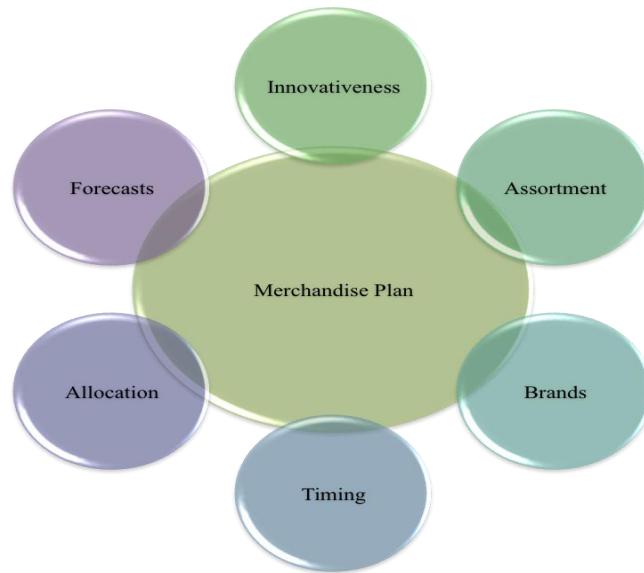 Innovativeness
Forecasts
Assortment
Merchandise Plan
Allocation
Brands
Timing